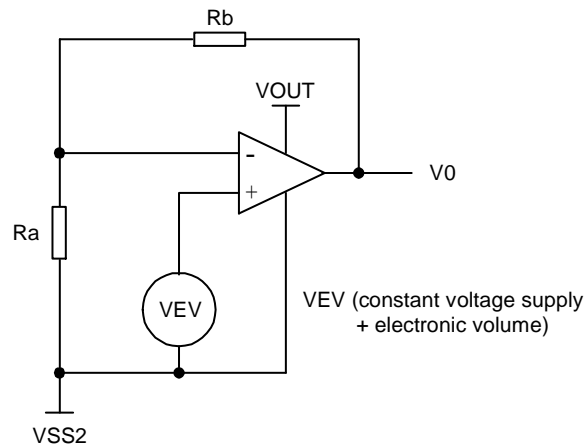 Rb
VOUT
-
V0
+
Ra
VEV
VEV (constant voltage supply
+ electronic volume)
VSS2